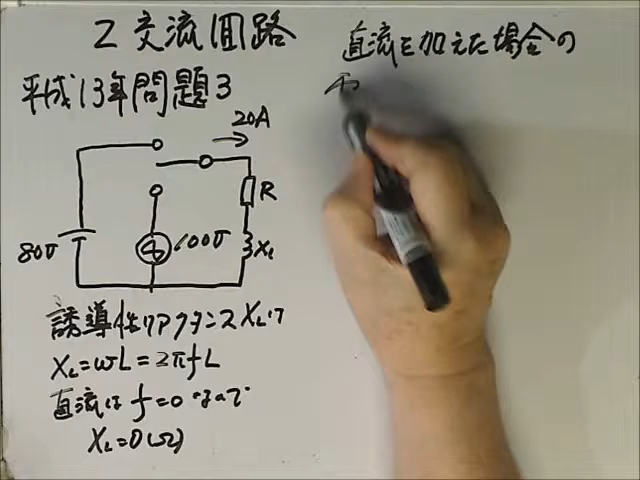 2 交流回路
平成13年問題3
20A
R
XL
80V
100V
誘導性リアクタンスXLは
XL=ωL=2πfL
直流は f=0 なので
XL=0(Ω)
直流を加えた場合の